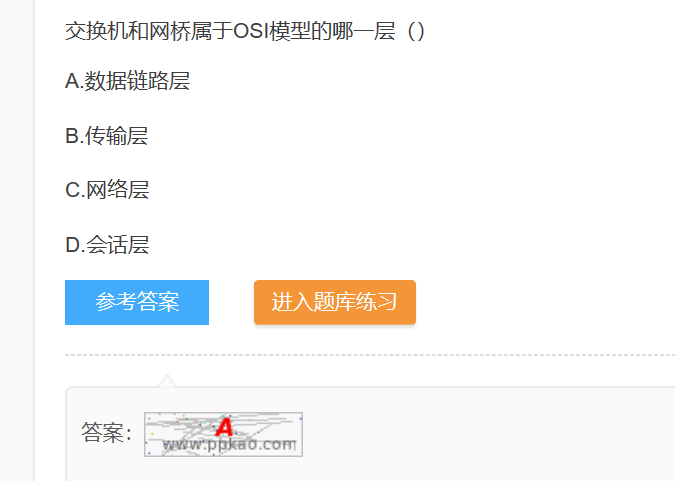 交换机和网桥属于OSI模型的哪一层（）
A.数据链路层
B.传输层
C.网络层
D.会话层
参考答案 进入题库练习
答案: A
www.ppkao.com